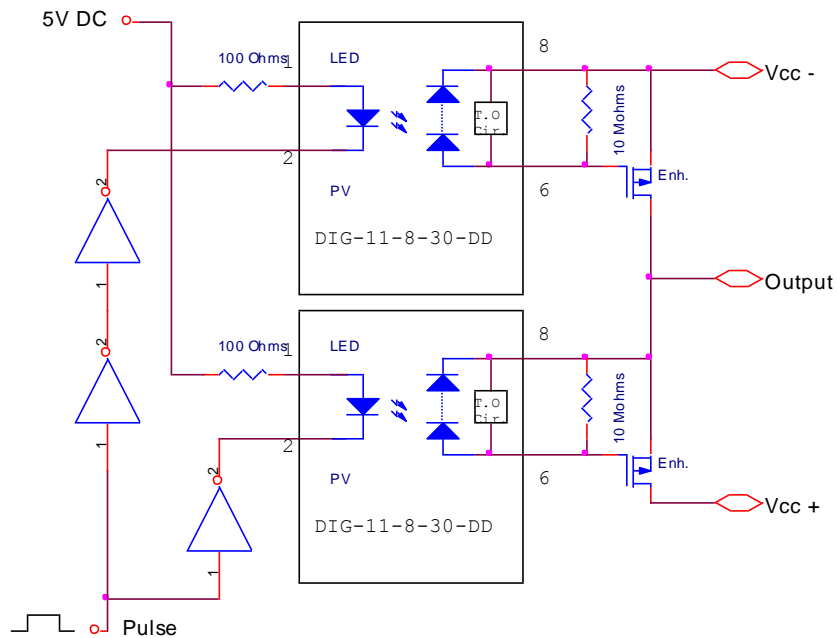 5V DC
100 Ohms
1
LED
8
Vcc -
T.O
Cir.
10 Mohms
2
6
Enh.
PV
DIG-11-8-30-DD
2
1
Output
100 Ohms
1
LED
8
2
T.O
Cir.
10 Mohms
1
2
6
Enh.
PV
Vcc +
2
DIG-11-8-30-DD
1
Pulse